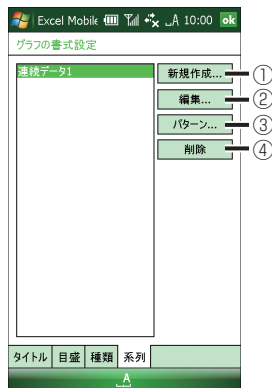 Excel Mobile A 10:00 ok
グラフの書式設定
連続データ1
新規作成... ①
編集... ②
パターン... ③
削除 ④
タイトル 目盛 種類 系列
A